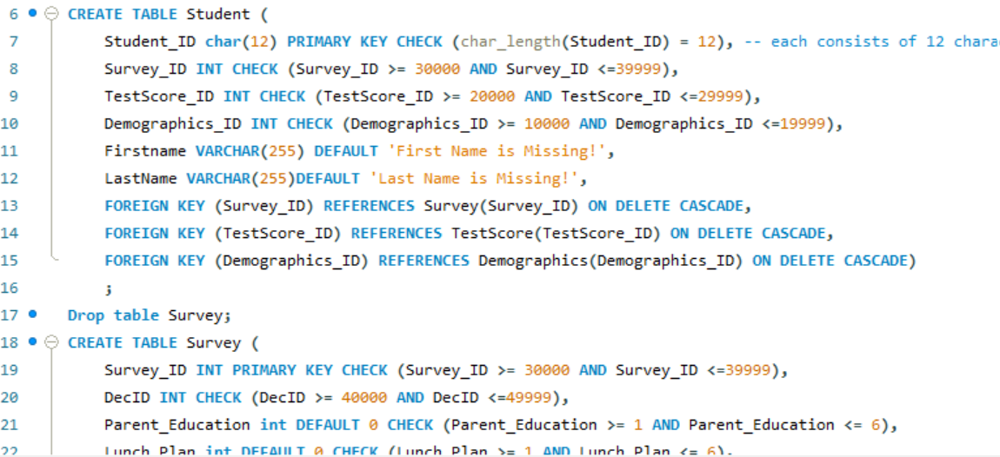 6 CREATE TABLE Student (
7 Student_ID char(12) PRIMARY KEY CHECK (char_length(Student_ID) = 12), -- each consists of 12 chara
8 Survey_ID INT CHECK (Survey_ID >= 30000 AND Survey_ID <=39999),
9 TestScore_ID INT CHECK (TestScore_ID >= 20000 AND TestScore_ID <=29999),
10 Demographics_ID INT CHECK (Demographics_ID >= 10000 AND Demographics_ID <=19999),
11 Firstname VARCHAR(255) DEFAULT 'First Name is Missing!',
12 LastName VARCHAR(255)DEFAULT 'Last Name is Missing!',
13 FOREIGN KEY (Survey_ID) REFERENCES Survey(Survey_ID) ON DELETE CASCADE,
14 FOREIGN KEY (TestScore_ID) REFERENCES TestScore(TestScore_ID) ON DELETE CASCADE,
15 FOREIGN KEY (Demographics_ID) REFERENCES Demographics(Demographics_ID) ON DELETE CASCADE)
16 ;
17 Drop table Survey;
18 CREATE TABLE Survey (
19 Survey_ID INT PRIMARY KEY CHECK (Survey_ID >= 30000 AND Survey_ID <=39999),
20 DecID INT CHECK (DecID >= 40000 AND DecID <=49999),
21 Parent_Education int DEFAULT 0 CHECK (Parent_Education >= 1 AND Parent_Education <= 6),
22 Lunch_Plan int DEFAULT 0 CHECK (Lunch_Plan >= 1 AND Lunch_Plan <= 6),